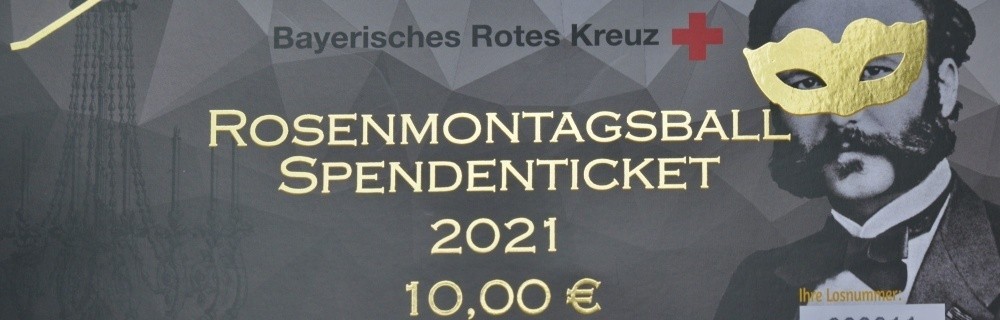 Bayerisches Rotes Kreuz
ROSENMONTAGSBALL
SPENDENTICKET
2021
10,00 €
Ihre Losnummer: